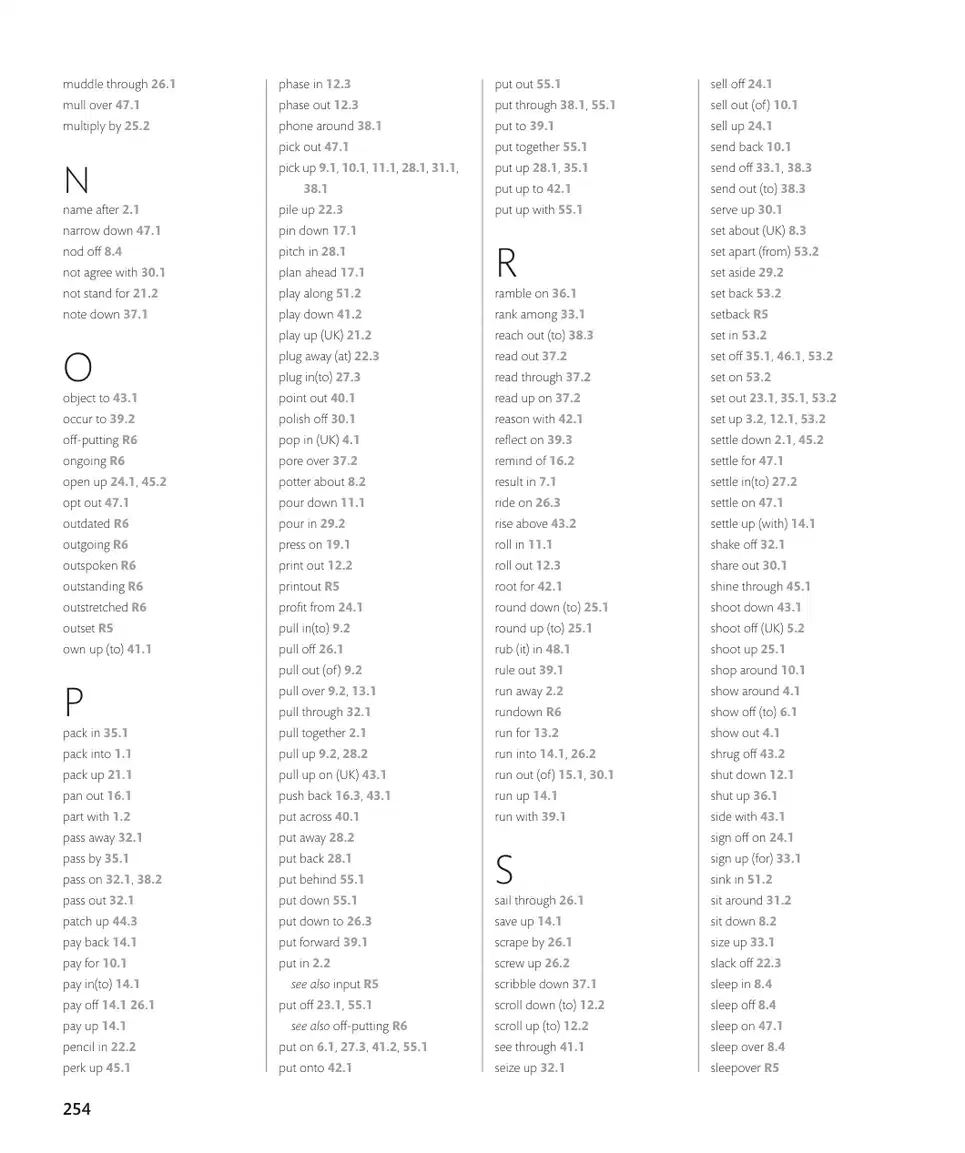 muddle through 26.1
mull over 47.1
multiply by 25.2
N
name after 2.1
narrow down 47.1
nod off 8.4
not agree with 30.1
not stand for 21.2
note down 37.1
O
object to 43.1
occur to 39.2
off-putting R6
ongoing R6
open up 24.1, 45.2
opt out 47.1
outdated R6
outgoing R6
outspoken R6
outstanding R6
outstretched R6
outset R5
own up (to) 41.1
P
pack in 35.1
pack into 1.1
pack up 21.1
pan out 16.1
part with 1.2
pass away 32.1
pass by 35.1
pass on 32.1, 38.2
pass out 32.1
patch up 44.3
pay back 14.1
pay for 10.1
pay in(to) 14.1
pay off 14.1 26.1
pay up 14.1
pencil in 22.2
perk up 45.1
phase in 12.3
phase out 12.3
phone around 38.1
pick out 47.1
pick up 9.1, 10.1, 11.1, 28.1, 31.1,
38.1
pile up 22.3
pin down 17.1
pitch in 28.1
plan ahead 17.1
play along 51.2
play down 41.2
play up (UK) 21.2
plug away (at) 22.3
plug in(to) 27.3
point out 40.1
polish off 30.1
pop in (UK) 4.1
pore over 37.2
potter about 8.2
pour down 11.1
pour in 29.2
press on 19.1
print out 12.2
printout R5
profit from 24.1
pull in(to) 9.2
pull off 26.1
pull out (of) 9.2
pull over 9.2, 13.1
pull through 32.1
pull together 2.1
pull up 9.2, 28.2
pull up on (UK) 43.1
push back 16.3, 43.1
put across 40.1
put away 28.2
put back 28.1
put behind 55.1
put down 55.1
put down to 26.3
put forward 39.1
put in 2.2
see also input R5
put off 23.1, 55.1
see also off-putting R6
put on 6.1, 27.3, 41.2, 55.1
put onto 42.1
put out 55.1
put through 38.1, 55.1
put to 39.1
put together 55.1
put up 28.1, 35.1
put up to 42.1
put up with 55.1
R
ramble on 36.1
rank among 33.1
reach out (to) 38.3
read out 37.2
read through 37.2
read up on 37.2
reason with 42.1
reflect on 39.3
remind of 16.2
result in 7.1
ride on 26.3
rise above 43.2
roll in 11.1
roll out 12.3
root for 42.1
round down (to) 25.1
round up (to) 25.1
rub (it) in 48.1
rule out 39.1
run away 2.2
rundown R6
run for 13.2
run into 14.1, 26.2
run out (of) 15.1, 30.1
run up 14.1
run with 39.1
S
sail through 26.1
save up 14.1
scrape by 26.1
screw up 26.2
scribble down 37.1
scroll down (to) 12.2
scroll up (to) 12.2
see through 41.1
seize up 32.1
sell off 24.1
sell out (of) 10.1
sell up 24.1
send back 10.1
send off 33.1, 38.3
send out (to) 38.3
serve up 30.1
set about (UK) 8.3
set apart (from) 53.2
set aside 29.2
set back 53.2
setback R5
set in 53.2
set off 35.1, 46.1, 53.2
set on 53.2
set out 23.1, 35.1, 53.2
set up 3.2, 12.1, 53.2
settle down 2.1, 45.2
settle for 47.1
settle in(to) 27.2
settle on 47.1
settle up (with) 14.1
shake off 32.1
share out 30.1
shine through 45.1
shoot down 43.1
shoot off (UK) 5.2
shoot up 25.1
shop around 10.1
show around 4.1
show off (to) 6.1
show out 4.1
shrug off 43.2
shut down 12.1
shut up 36.1
side with 43.1
sign off on 24.1
sign up (for) 33.1
sink in 51.2
sit around 31.2
sit down 8.2
size up 33.1
slack off 22.3
sleep in 8.4
sleep off 8.4
sleep on 47.1
sleep over 8.4
sleepover R5
254